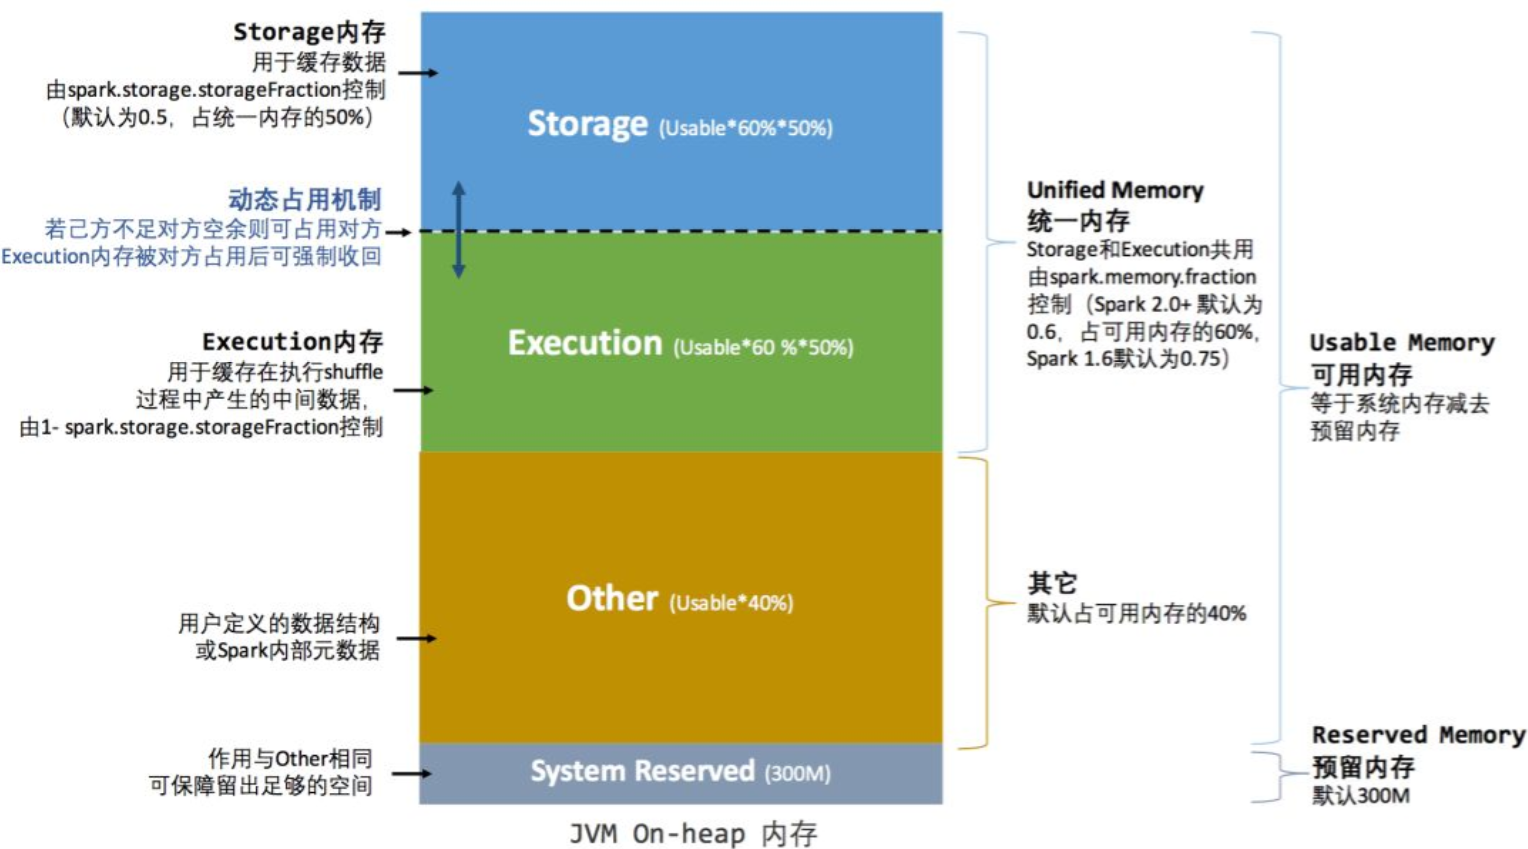 Storage内存
用于缓存数据
由spark.storage.storageFraction控制
（默认为0.5，占统一内存的50%）
动态占用机制
若己方不足对方空余则可占用对方
Execution内存被对方占用后可强制收回
Execution内存
用于缓存在执行shuffle
过程中产生的中间数据，
由1- spark.storage.storageFraction控制
用户定义的数据结构
或Spark内部元数据
作用与Other相同
可保障留出足够的空间
Storage (Usable*60%*50%)
Execution (Usable*60 %*50%)
Other (Usable*40%)
System Reserved (300M)
JVM On-heap 内存
Unified Memory
统一内存
Storage和Execution共用
由spark.memory.fraction
控制（Spark 2.0+ 默认为
0.6，占可用内存的60%，
Spark 1.6默认为0.75）
其它
默认占可用内存的40%
Usable Memory
可用内存
等于系统内存减去
预留内存
Reserved Memory
预留内存
默认300M